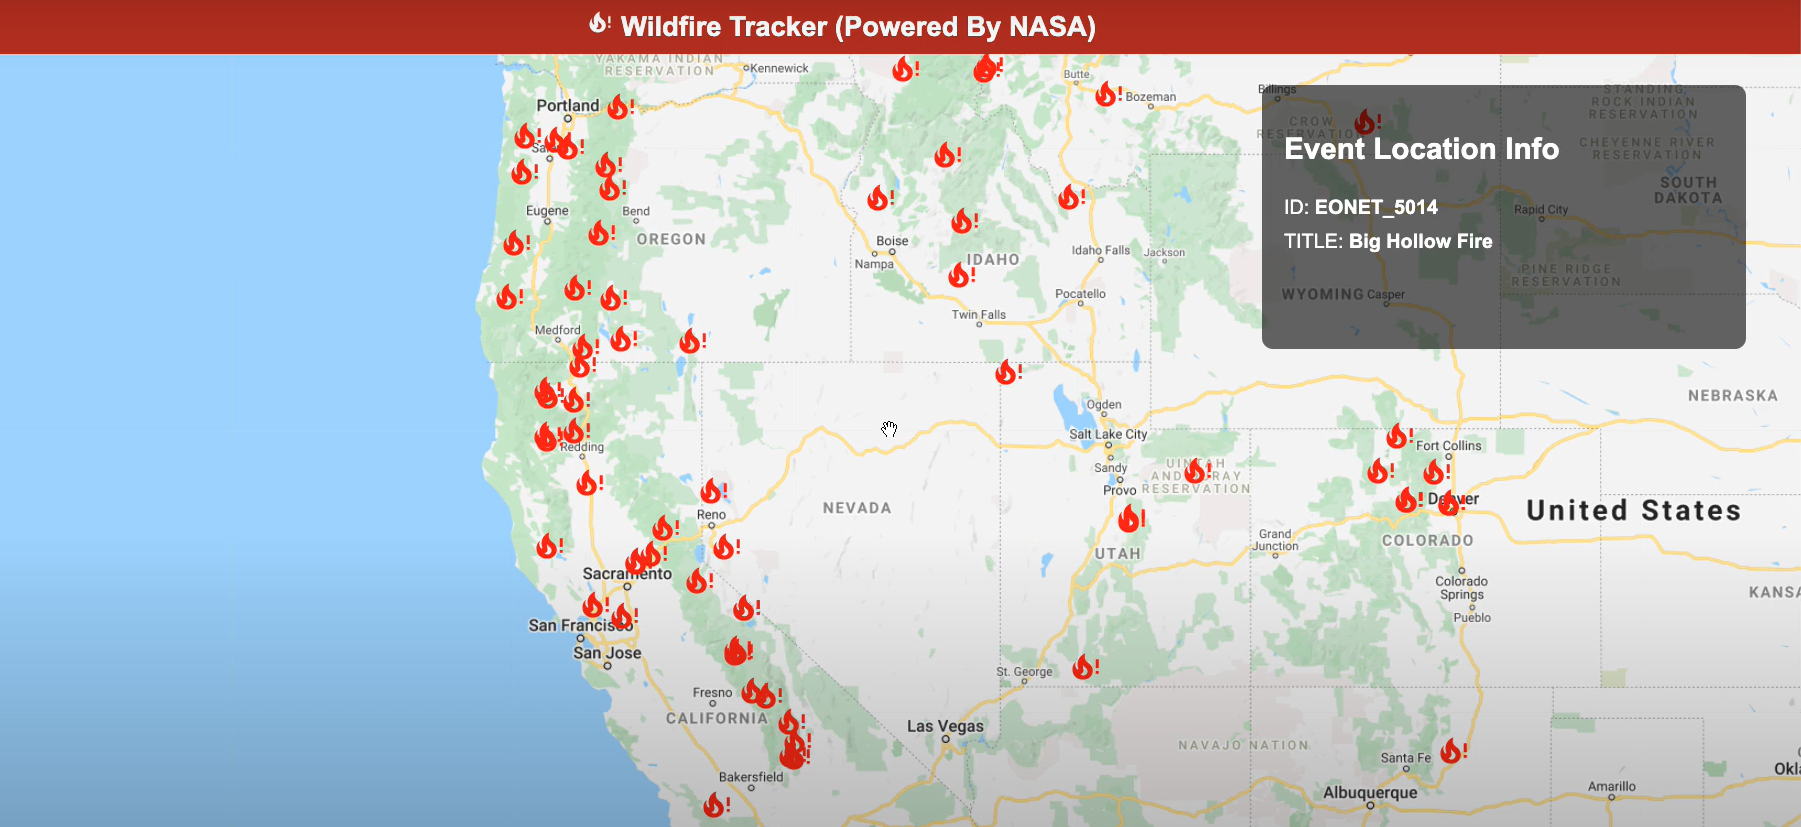 Wildfire Tracker (Powered By NASA)
YAKAMA INDIAN
RESERVATION
Kennewick
Butte
Bozeman
Billings
Portland
CROW
RESERVATIO
STANDING
ROCK INDIAN
RESERVATION
CHEYENNE RIVER
RESERVATION
Event Location Info
Sal
SOUTH
DAKOTA
ID: EONET_5014
Rapid City
Eugene
Bend
OREGON
TITLE: Big Hollow Fire
Boise
Nampa
IDAHO
Idaho Falls
Jackson
PINE RIDGE
RESERVATION
WYOMING
Casper
Pocatello
Twin Falls
Medford
NEBRASKA
Ogden
Salt Lake City
Fort Collins
Redding
Sandy
UINTAH
AND RAY
RESERVATION
Provo
Denver
Reno
NEVADA
United States
Grand
Junction
COLORADO
UTAH
Sacramento
Colorado
Springs
KANSA
Pueblo
San Francisco
San Jose
St. George
Fresno
CALIFORNIA
Las Vegas
NAVAJO NATION
Santa Fe
Bakersfield
Okla
Albuquerque
Amarillo